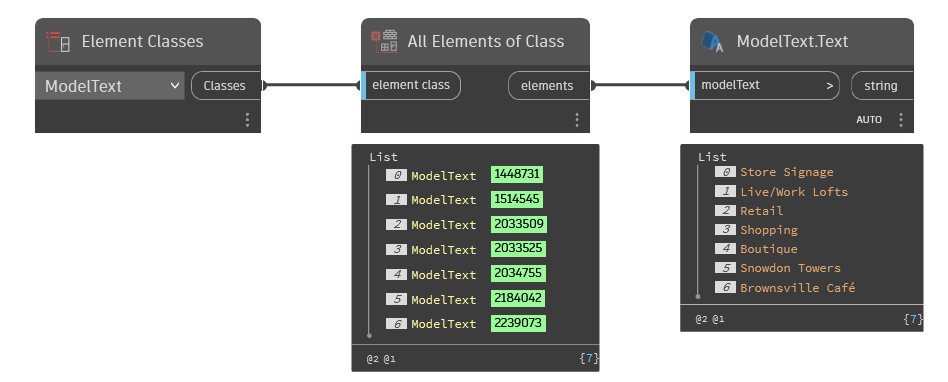 Element Classes
ModelText
Classes
All Elements of Class
element class
elements
ModelText.Text
modelText
>
string
AUTO
List
0 ModelText 1448731
1 ModelText 1514545
2 ModelText 2033509
3 ModelText 2033525
4 ModelText 2034755
5 ModelText 2184042
6 ModelText 2239073
@2 @1
{7}
List
0 Store Signage
1 Live/Work Lofts
2 Retail
3 Shopping
4 Boutique
5 Snowdon Towers
6 Brownsville Café
@2 @1
{7}